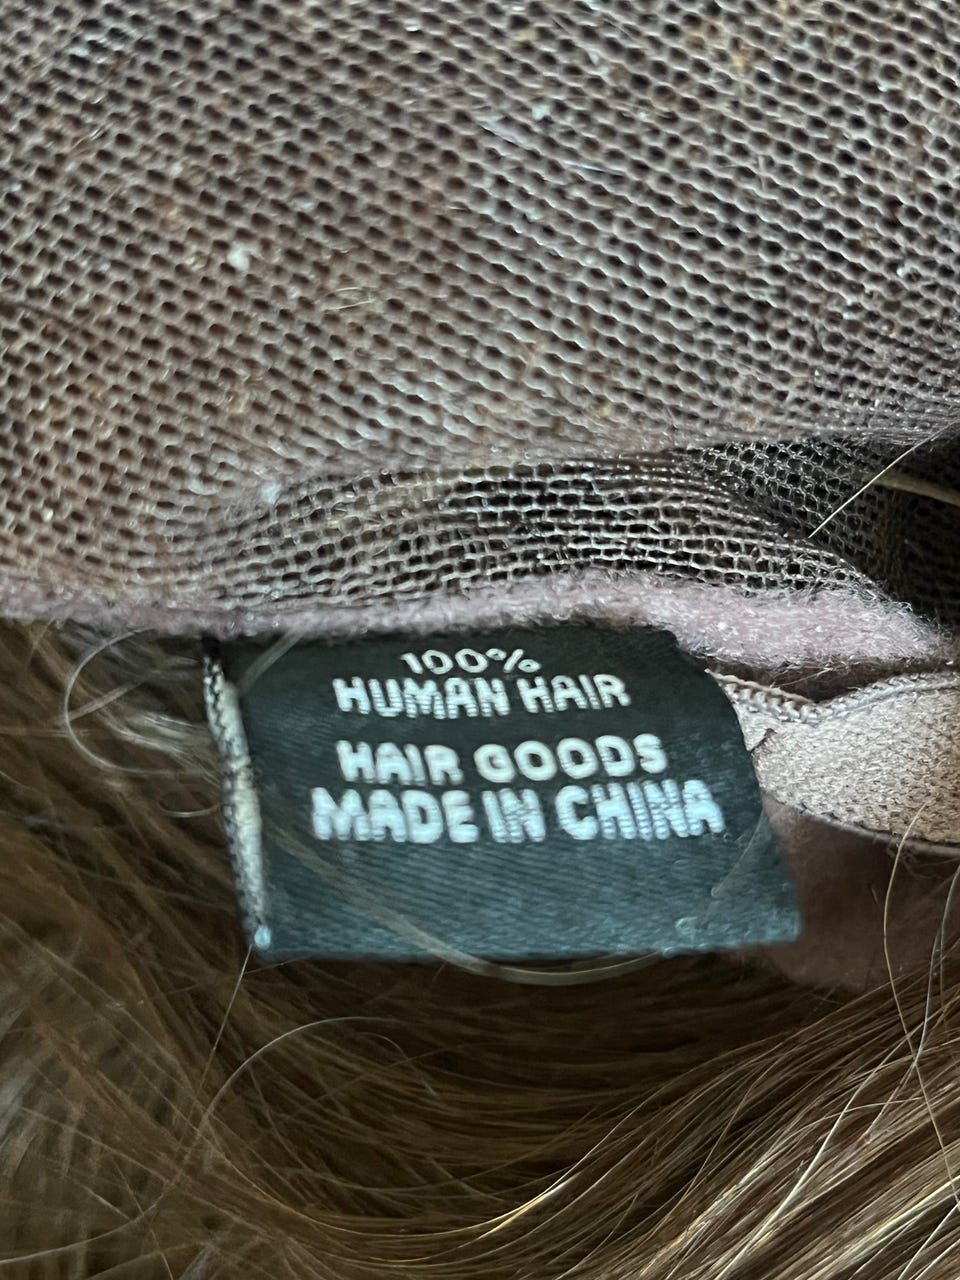 100%
HUMAN HAIR
HAIR GOODS
MADE IN CHINA